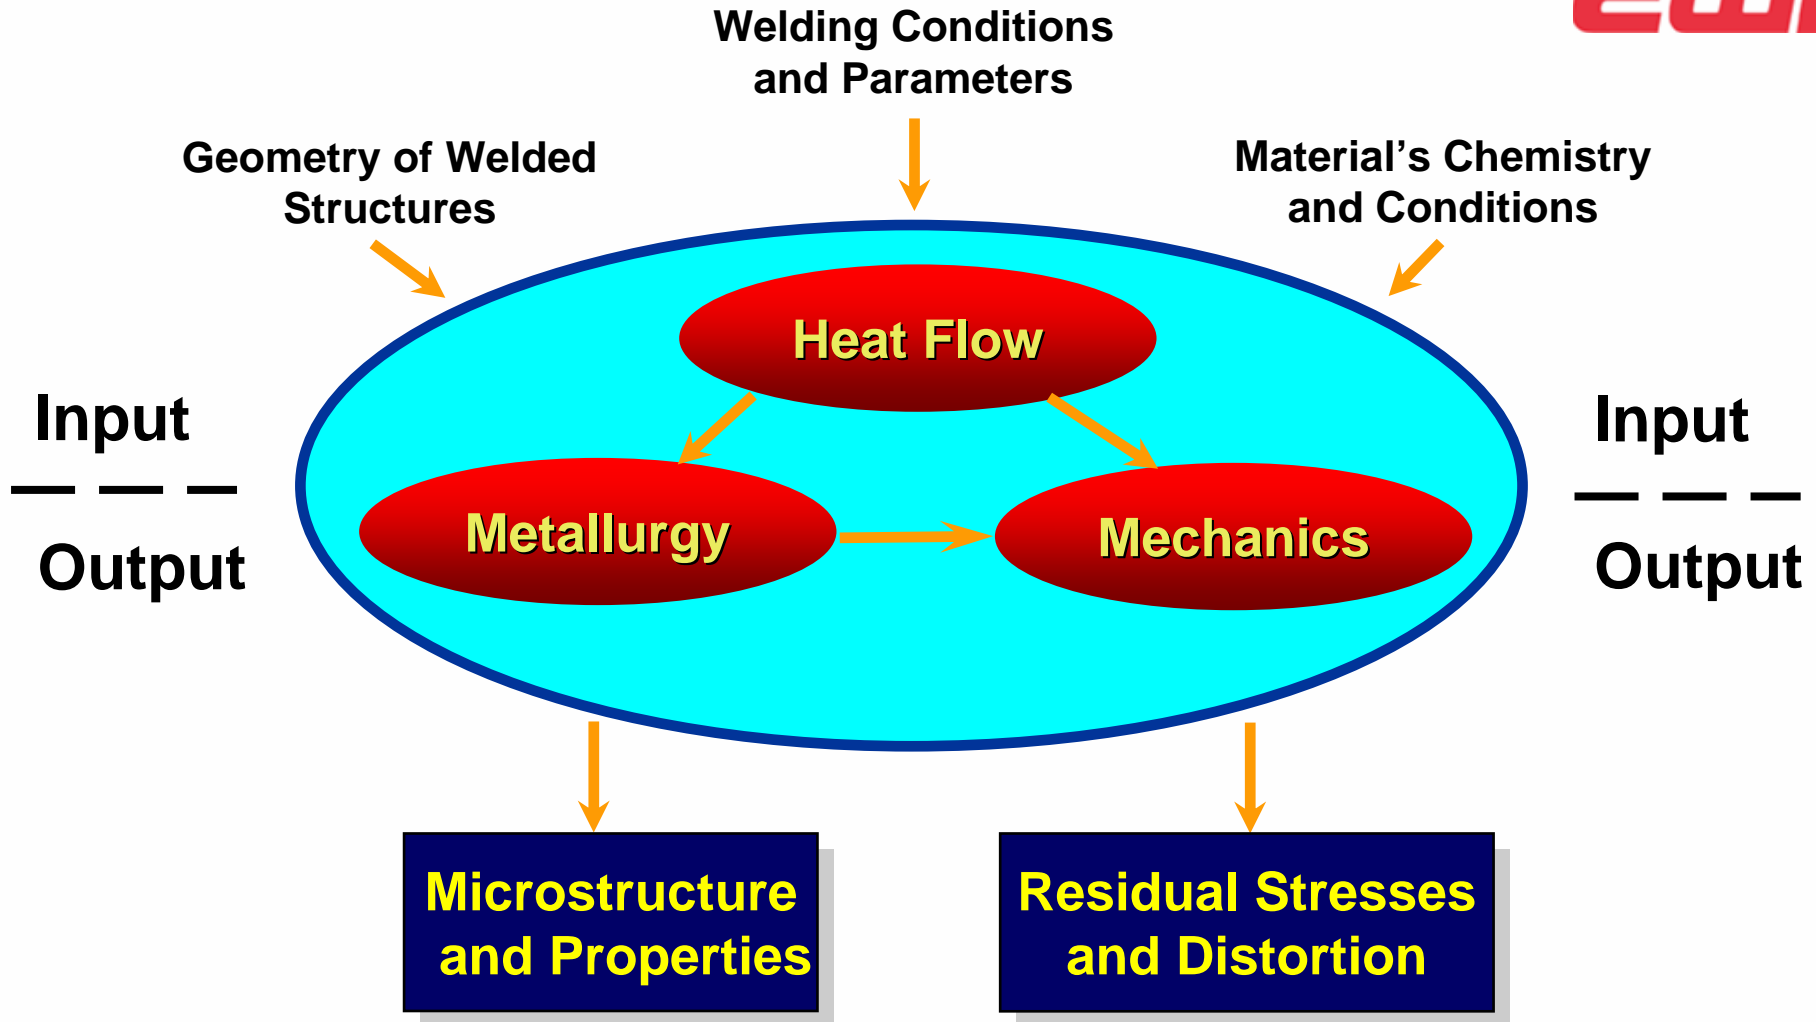 Welding Conditions
and Parameters
Geometry of Welded
Structures
Material’s Chemistry
and Conditions
Heat Flow
Input
Input
Metallurgy
Mechanics
Output
Output
Microstructure
and Properties
Residual Stresses
and Distortion